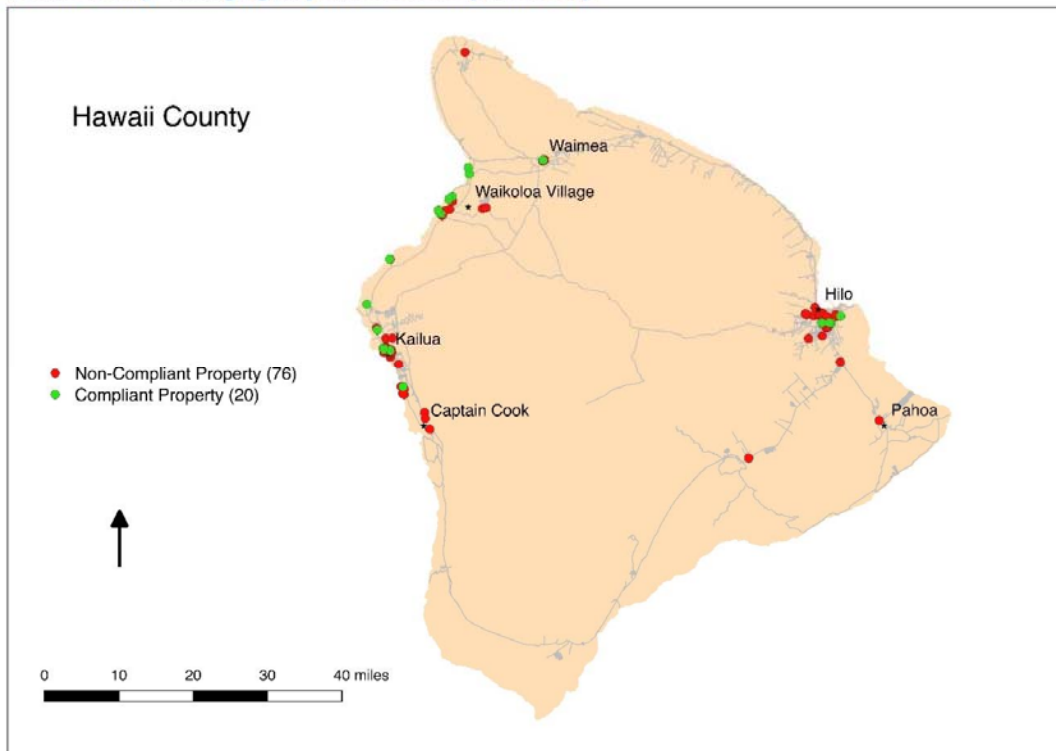 Hawaii County
Waimea
Waikoloa Village
Hilo
Kailua
Non-Compliant Property (76)
Compliant Property (20)
Captain Cook
Pahoa
0 10 20 30 40 miles